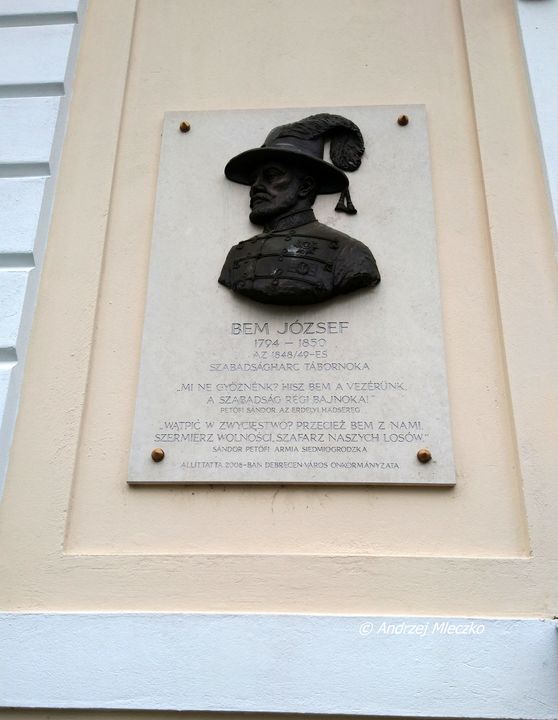 BEM JÓZSEF
1794 – 1850
AZ 1848/49-ES
SZABADSÁGHARC TÁBORNOKA
„MI NE GYŐZNÉNK? HISZ BEM A VEZÉRÜNK,
A SZABADSÁG RÉGI BAJNOKA!"
PETŐFI SÁNDOR: AZ ERDÉLYI HADSEREG
„WĄTPIĆ W ZWYCIĘSTWO? PRZECIEŻ BEM Z NAMI,
SZERMIERZ WOLNOŚCI, SZAFARZ NASZYCH LOSÓW."
SÁNDOR PETŐFI: ARMIA SIEDMIOGRODZKA
ÁLLÍTTATTA 2008-BAN DEBRECEN VÁROS ÖNKORMÁNYZATA
© Andrzej Mleczko